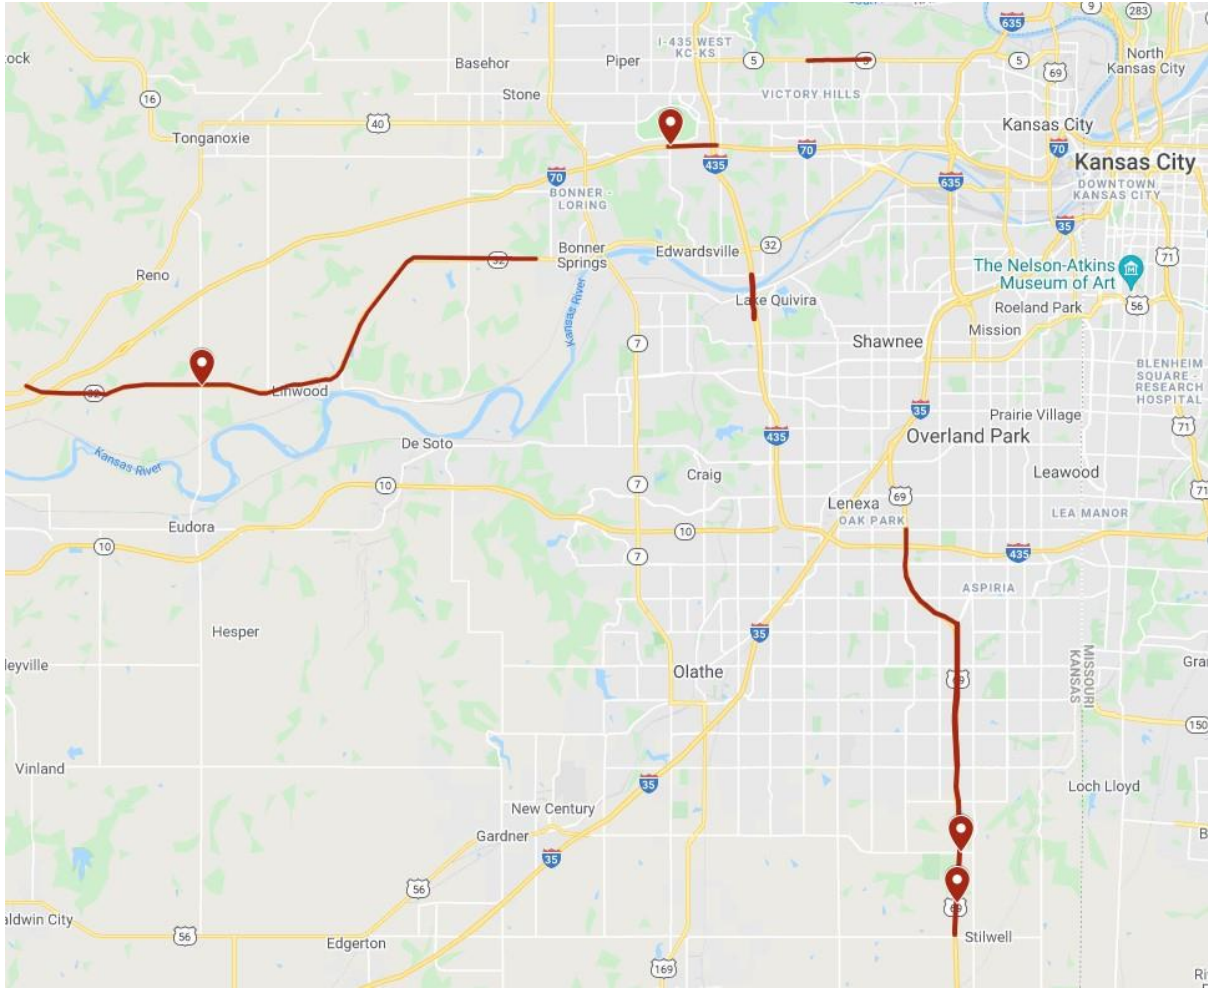 635
9
283
North
Kansas City
I-435 WEST
KC-KS
Basehor
Piper
5
5
5
69
Stone
VICTORY HILLS
16
Tonganoxie
40
Kansas City
70
70
435
70
Kansas City
DOWNTOWN
KANSAS CITY
635
BONNER -
LORING
35
Bonner
Springs
Edwardsville
32
32
71
Reno
The Nelson-Atkins
Museum of Art
56
Lake Quivira
Roeland Park
Kansas River
Mission
7
Shawnee
BLENHEIM
SQUARE -
RESEARCH
HOSPITAL
32
Linwood
35
Prairie Village
71
De Soto
435
Overland Park
Kansas River
Craig
Leawood
10
7
69
71
Lenexa
OAK PARK
LEA MANOR
Eudora
10
10
7
435
ASPIRIA
Hesper
35
MISSOURI
KANSAS
leyville
Gra
Olathe
69
150
Vinland
35
Loch Lloyd
New Century
Gardner
B
35
56
69
aldwin City
56
Edgerton
Stilwell
169
Ri